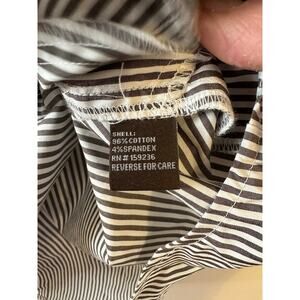 SHELL:
96% COTTON
4% SPANDEX
RN # 159236
REVERSE FOR CARE